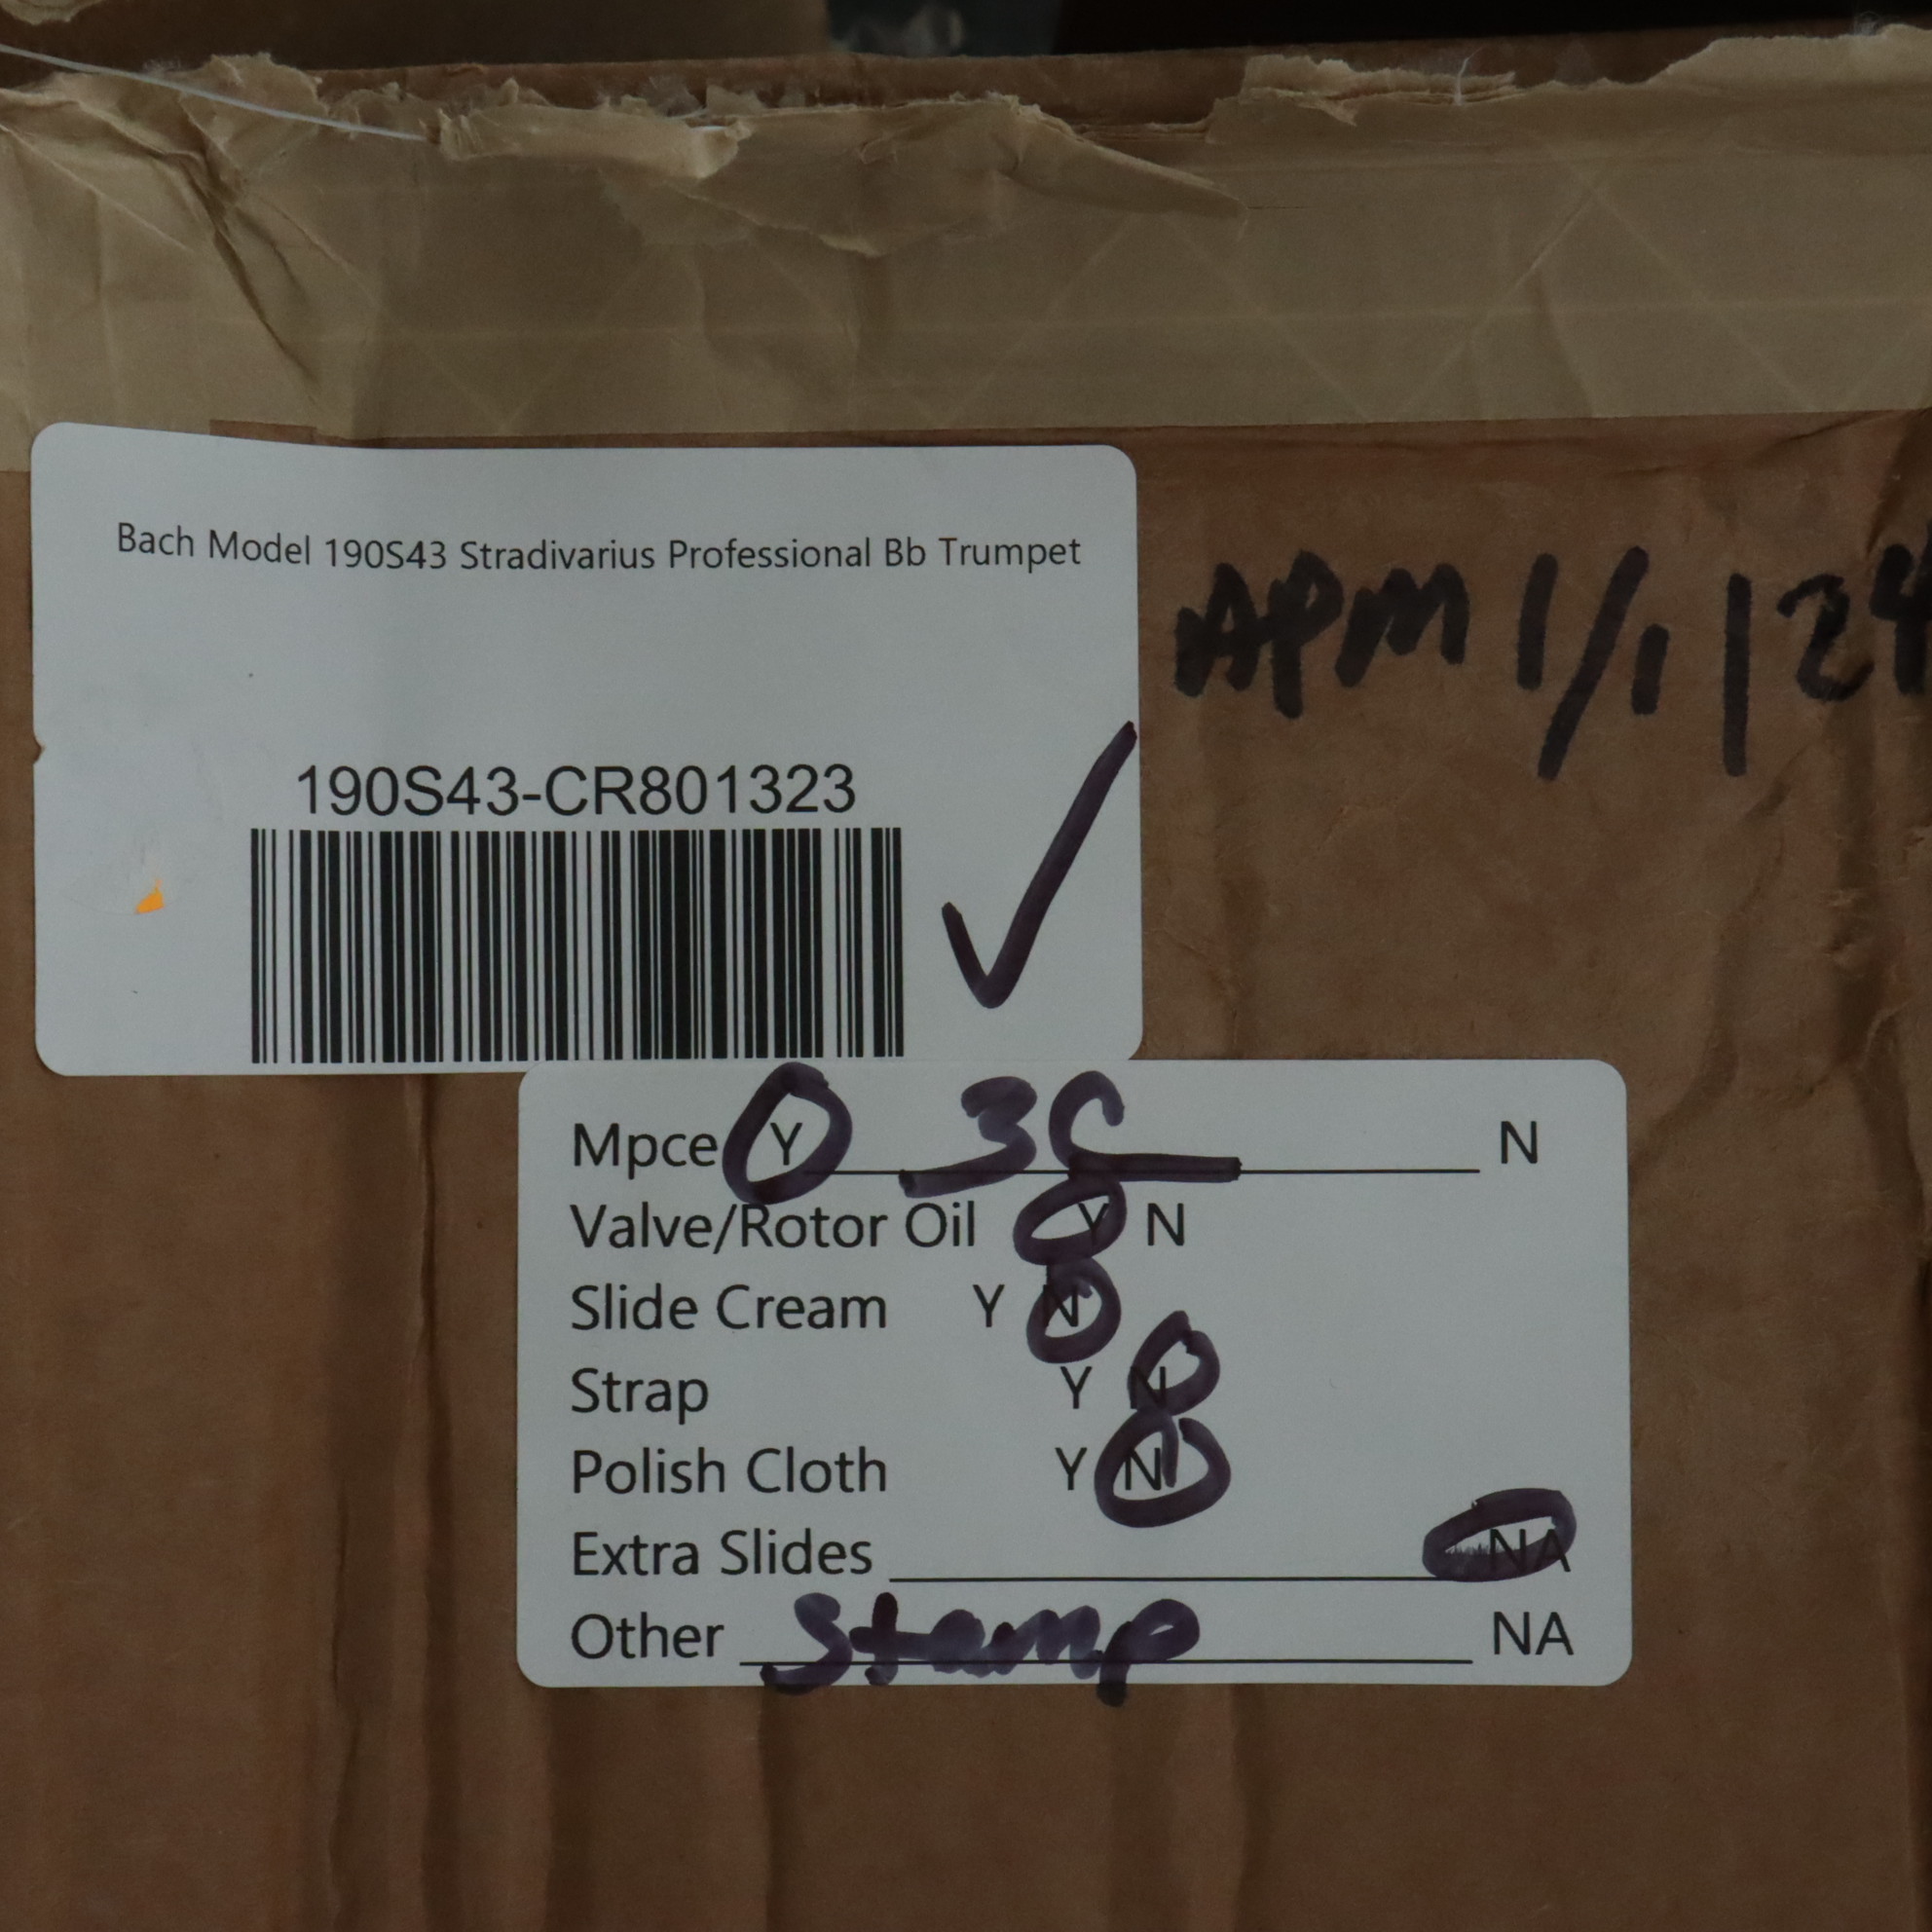 Bach Model 190S43 Stradivarius Professional Bb Trumpet
APM 1/1/24
190S43-CR801323
Mpce Y 3C N
Valve/Rotor Oil Y N
Slide Cream Y N
Strap Y N
Polish Cloth Y N
Extra Slides NA
Other Stamp NA